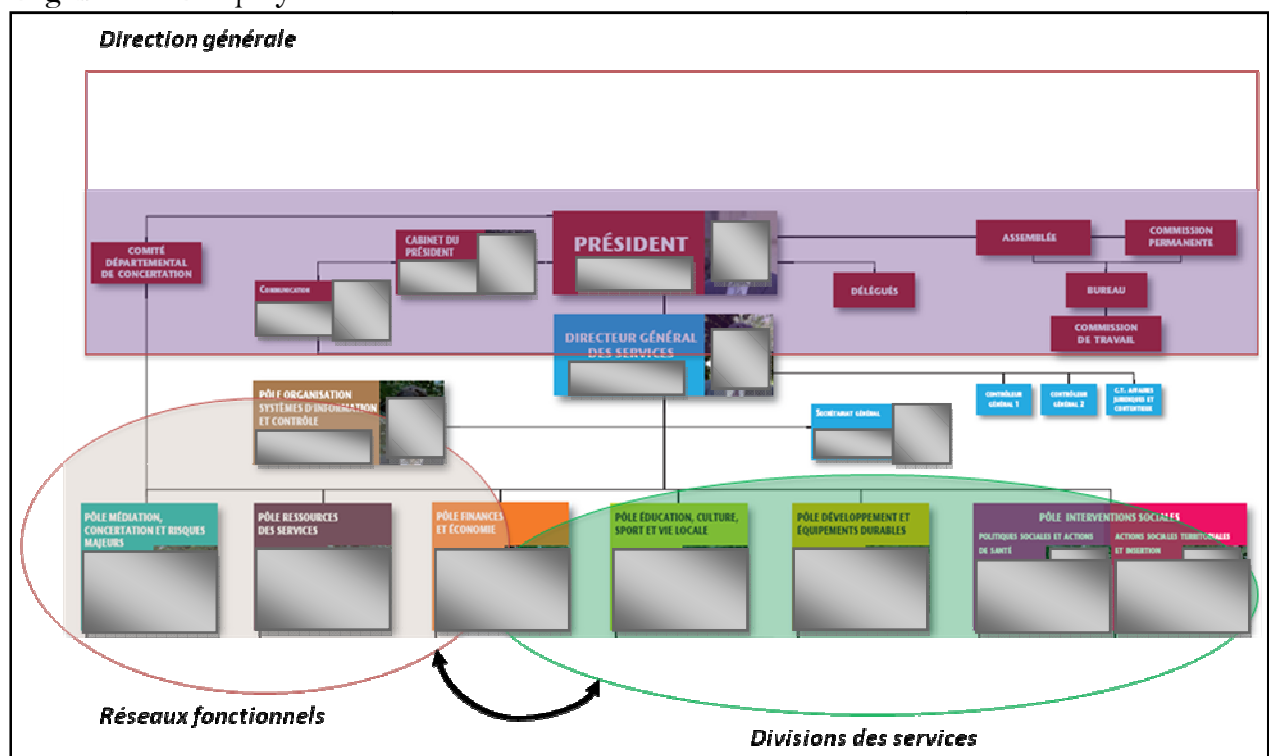 Direction générale
COMITÉ
DÉPARTEMENTAL
DE CONCERTATION
CABINET DU
PRÉSIDENT
COMMUNICATION
PRÉSIDENT
DÉLÉGUÉS
ASSEMBLÉE
COMMISSION
PERMANENTE
BUREAU
COMMISSION
DE TRAVAIL
DIRECTEUR GÉNÉRAL
DES SERVICES
CONTRÔLEUR
GÉNÉRAL 1
CONTRÔLEUR
GÉNÉRAL 2
C.T. AFFAIRES
JURIDIQUES ET
CONTENTIEUX
PÔLE ORGANISATION
SYSTÈMES D'INFORMATION
ET CONTRÔLE
SECRÉTARIAT GÉNÉRAL
PÔLE MÉDIATION,
CONCERTATION ET RISQUES
MAJEURS
PÔLE RESSOURCES
DES SERVICES
PÔLE FINANCES
ET ÉCONOMIE
PÔLE ÉDUCATION, CULTURE,
SPORT ET VIE LOCALE
PÔLE DÉVELOPPEMENT ET
ÉQUIPEMENTS DURABLES
PÔLE INTERVENTIONS SOCIALES
POLITIQUES SOCIALES ET ACTIONS
DE SANTÉ
ACTIONS SOCIALES TERRITORIALES
ET INSERTION
Réseaux fonctionnels
Divisions des services